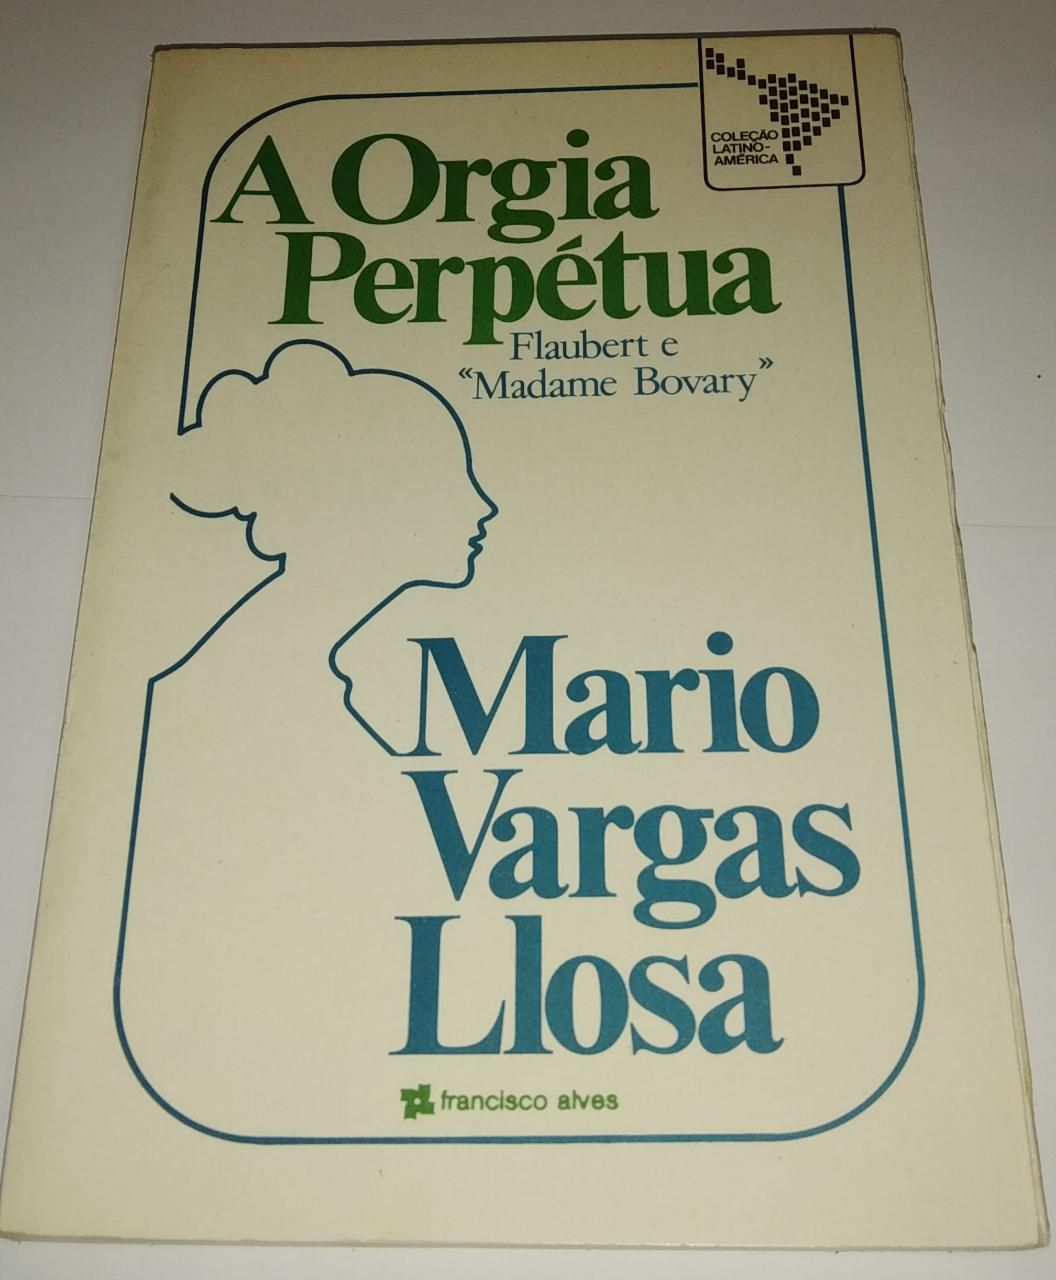 COLEÇÃO
LATINO-
AMÉRICA
A Orgia
Perpétua
Flaubert e
“Madame Bovary”
Mario
Vargas
Llosa
francisco alves